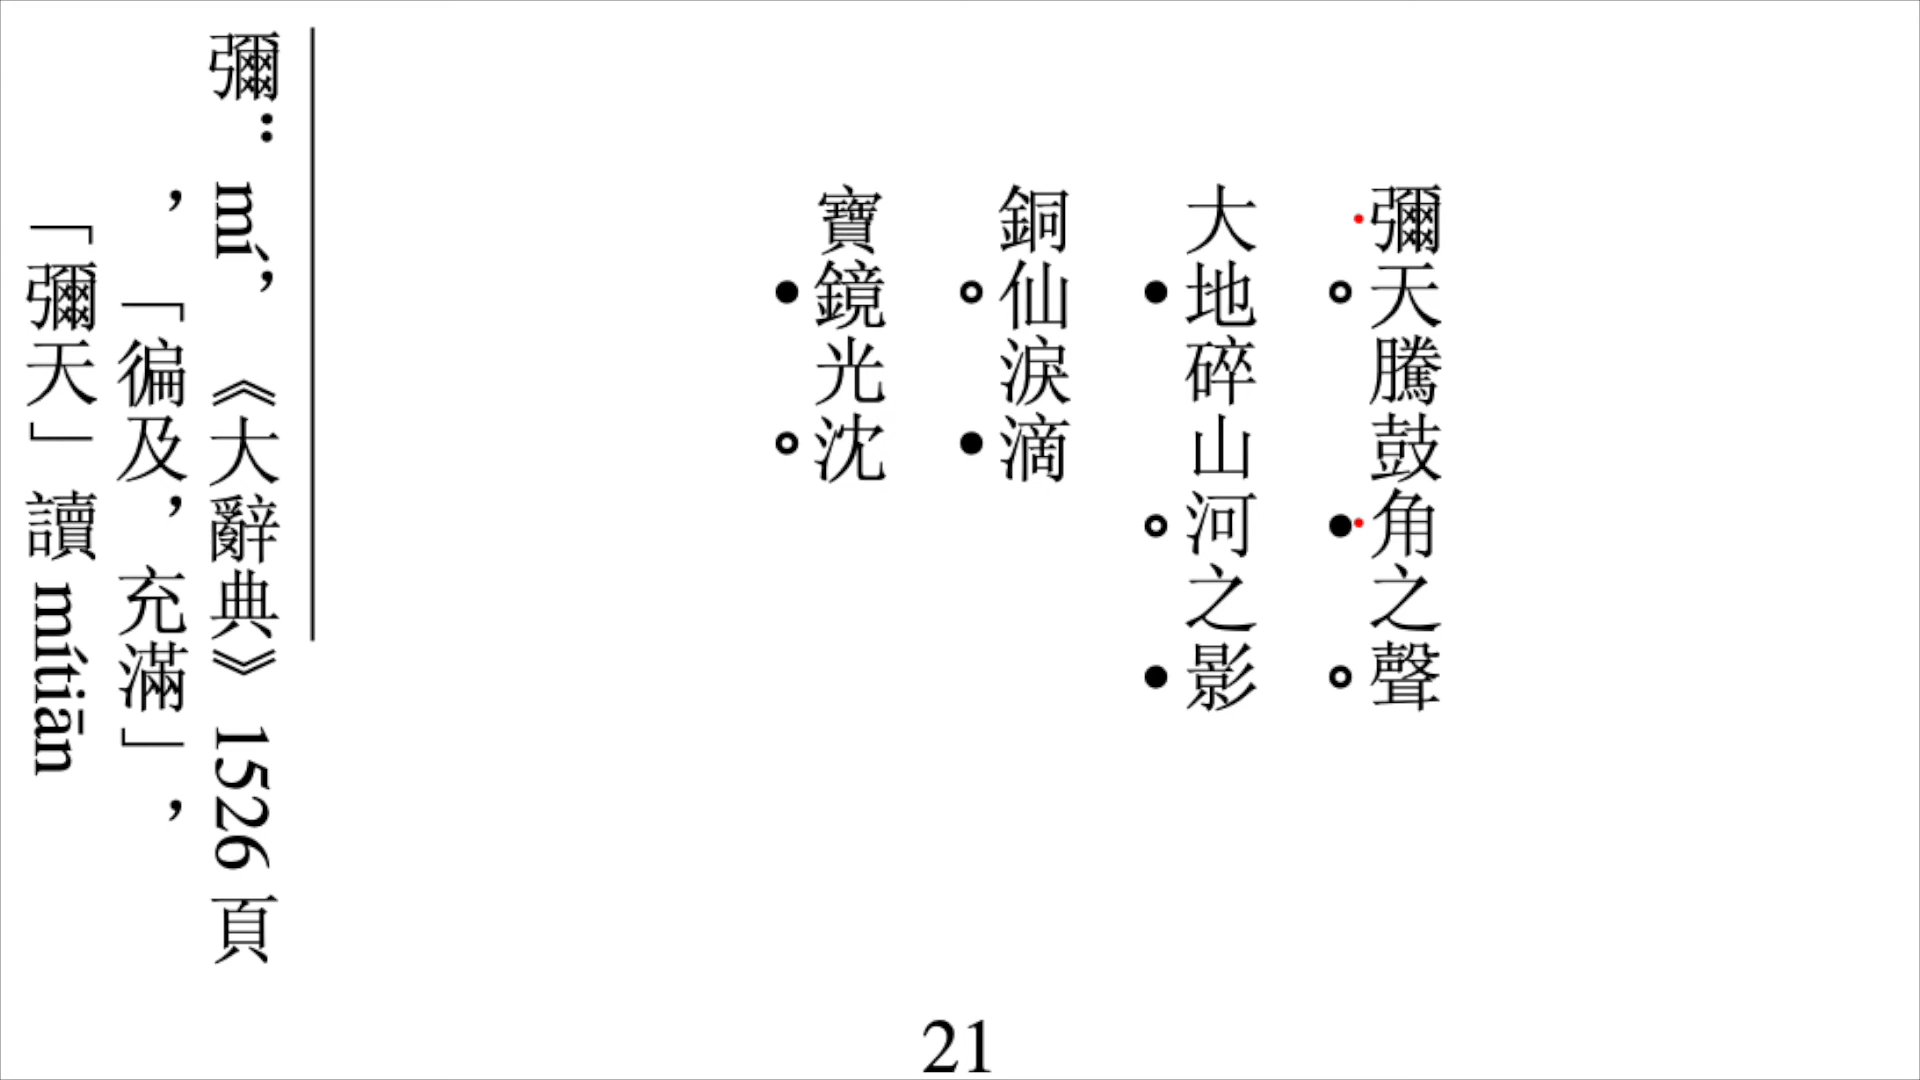 彌天騰鼓角之聲
大地碎山河之影
銅仙淚滴
寶鏡光沈
彌：mí，《大辭典》1526頁
，「徧及，充滿」，
「彌天」讀 mítiān
21